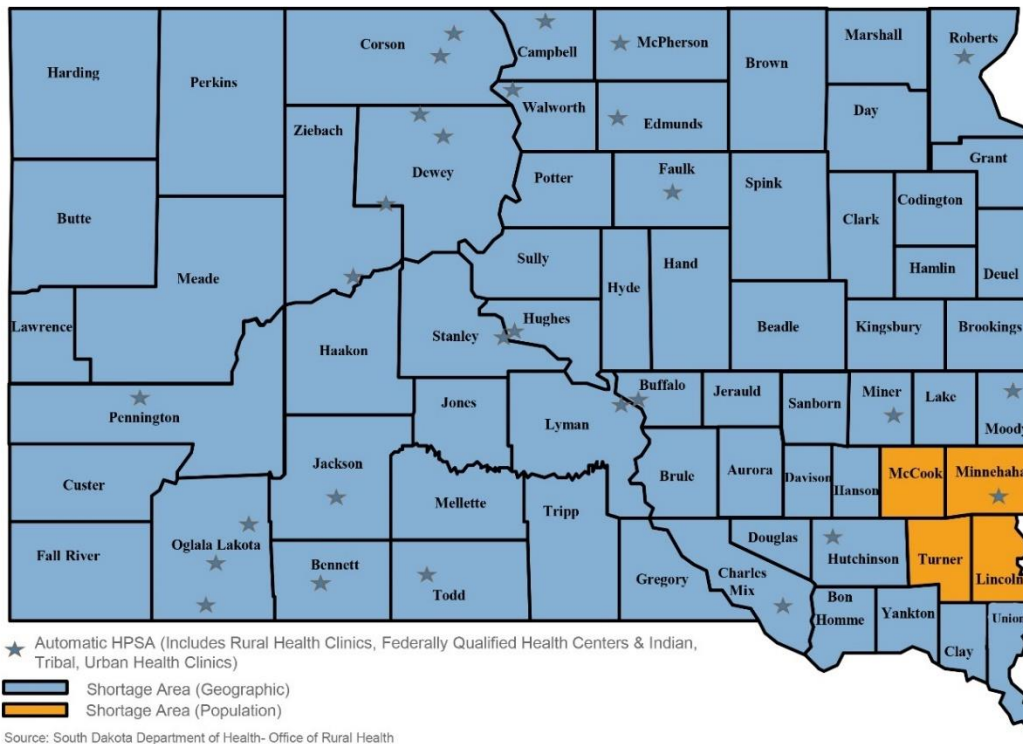 Harding
Perkins
Corson
Campbell
McPherson
Brown
Marshall
Roberts
Ziebach
Dewey
Walworth
Edmunds
Day
Grant
Butte
Meade
Potter
Faulk
Spink
Clark
Codington
Hamlin
Deuel
Lawrence
Haakon
Stanley
Sully
Hughes
Hyde
Hand
Beadle
Kingsbury
Brookings
Pennington
Jones
Lyman
Buffalo
Jerauld
Sanborn
Miner
Lake
Moody
Custer
Jackson
Mellette
Tripp
Brule
Aurora
Davison
Hanson
McCook
Minnehaha
Fall River
Oglala Lakota
Bennett
Todd
Gregory
Charles
Mix
Douglas
Hutchinson
Turner
Lincoln
Bon
Homme
Yankton
Clay
Union
Automatic HPSA (Includes Rural Health Clinics, Federally Qualified Health Centers & Indian,
Tribal, Urban Health Clinics)
Shortage Area (Geographic)
Shortage Area (Population)
Source: South Dakota Department of Health- Office of Rural Health